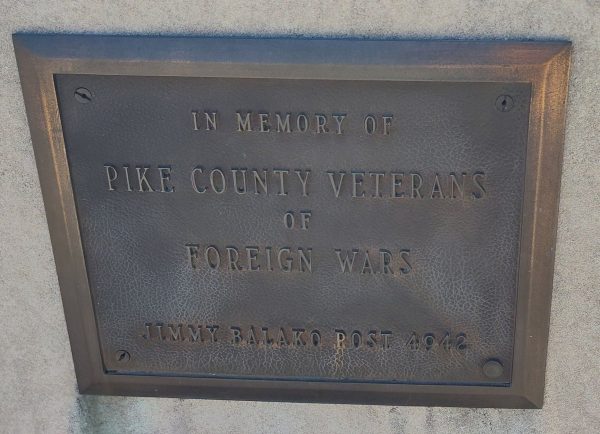 IN MEMORY OF
PIKE COUNTY VETERANS
OF
FOREIGN WARS
JIMMY BALAKO POST 4942